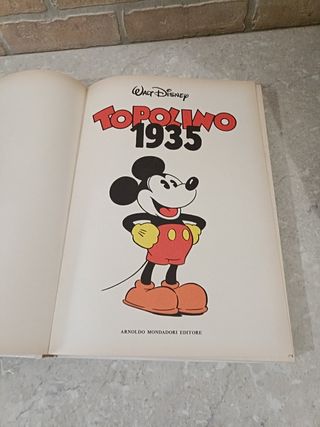 Walt Disney
TOPOLINO
1935
ARNOLDO MONDADORI EDITORE